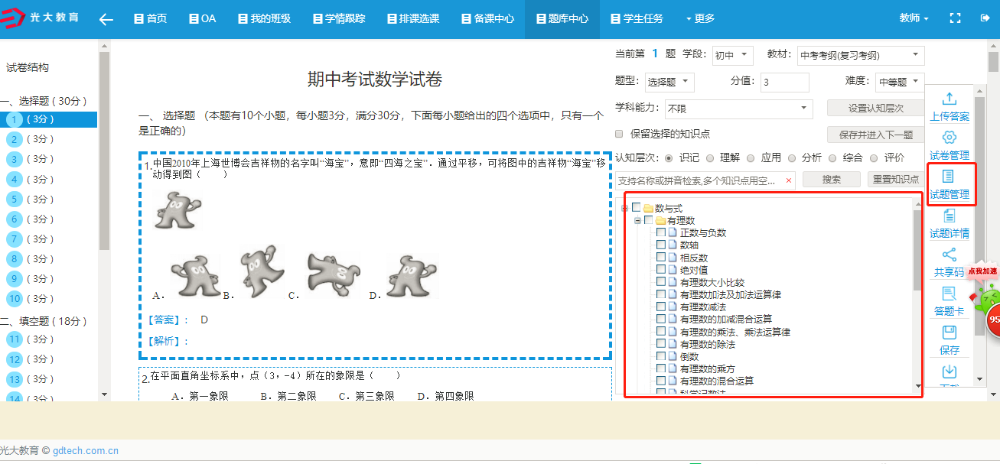 光大教育
首页
OA
我的班级
学情跟踪
排课选课
备课中心
题库中心
学生任务
更多
教师
试卷结构
一、选择题 ( 30分 )
1 ( 3分 )
2 ( 3分 )
3 ( 3分 )
4 ( 3分 )
5 ( 3分 )
6 ( 3分 )
7 ( 3分 )
8 ( 3分 )
9 ( 3分 )
10 ( 3分 )
二、填空题 ( 18分 )
11 ( 3分 )
12 ( 3分 )
13 ( 3分 )
14 ( 3分 )
期中考试数学试卷
一、 选择题 （本题有10个小题，每小题3分，满分30分，下面每小题给出的四个选项中，只有一个
是正确的）
1.中国2010年上海世博会吉祥物的名字叫“海宝”，意即“四海之宝”．通过平移，可将图中的吉祥物“海宝”移
动得到图（　　）
A． B． C． D．
【答案】： D
【解析】：
2.在平面直角坐标系中，点（3，-4）所在的象限是（　　）
A．第一象限 B．第二象限 C．第三象限 D．第四象限
当前第 1 题 学段： 初中 教材： 中考考纲(复习考纲)
题型： 选择题 分值： 3 难度： 中等题
学科能力： 不限 设置认知层次
保留选择的知识点 保存并进入下一题
认知层次： 识记 理解 应用 分析 综合 评价
支持名称或拼音检索,多个知识点用空... × 搜索 重置知识点
数与式
有理数
正数与负数
数轴
相反数
绝对值
有理数大小比较
有理数加法及加法运算律
有理数减法
有理数的加减混合运算
有理数的乘法、乘法运算律
有理数的除法
倒数
有理数的乘方
有理数的混合运算
科学记数法
上传答案
试卷管理
试题管理
试题详情
共享码
答题卡
保存
下载
点我加速
95
光大教育 © gdtech.com.cn